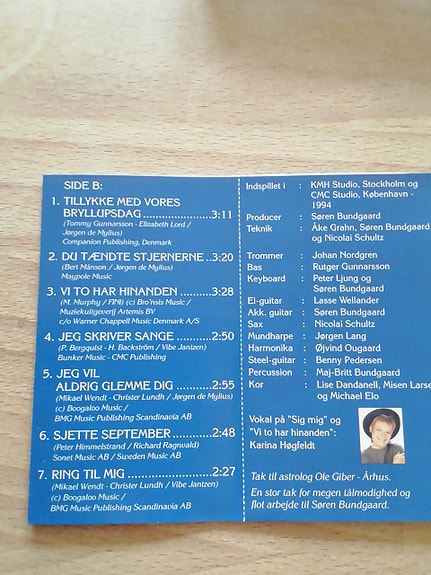 SIDE B:
1. TILLYKKE MED VORES
BRYLLUPSDAG ..................3:11
(Tommy Gunnarsson - Elizabeth Lord /
Jørgen de Mylius)
Companion Publishing, Denmark
2. DU TÆNDTE STJERNERNE ..3:20
(Bert Månson / Jørgen de Mylius)
Maypole Music
3. VI TO HAR HINANDEN ........3:28
(M. Murphy / FINI) (c) Bro'nsis Music /
Muziekuitgeverij Artemis BV
c/o Warner Chappell Music Denmark A/S
4. JEG SKRIVER SANGE ..........2:50
(P. Bergquist - H. Backström / Vibe Jantzen)
Bunker Music - CMC Publishing
5. JEG VIL
ALDRIG GLEMME DIG .........2:55
(Mikael Wendt - Christer Lundh / Jørgen de Mylius)
(c) Boogaloo Music /
BMG Music Publishing Scandinavia AB
6. SJETTE SEPTEMBER ...........2:48
(Peter Himmelstrand / Richard Ragnvald)
Sonet Music AB / Sweden Music AB
7. RING TIL MIG ....................2:27
(Mikael Wendt - Christer Lundh / Vibe Jantzen)
(c) Boogaloo Music /
BMG Music Publishing Scandinavia AB
Indspillet i : KMH Studio, Stockholm og
CMC Studio, København -
1994
Producer : Søren Bundgaard
Teknik : Åke Grahn, Søren Bundgaard
og Nicolai Schultz
Trommer : Johan Nordgren
Bas : Rutger Gunnarsson
Keyboard : Peter Ljung og
Søren Bundgaard
El-guitar : Lasse Wellander
Akk. guitar : Søren Bundgaard
Sax : Nicolai Schultz
Mundharpe : Jørgen Lang
Harmonika : Øjvind Ougaard
Steel-guitar : Benny Pedersen
Percussion : Maj-Britt Bundgaard
Kor : Lise Dandanell, Misen Larse
og Michael Elo
Vokal på "Sig mig" og
"Vi to har hinanden":
Karina Høgfeldt
Tak til astrolog Ole Giber - Århus.
En stor tak for megen tålmodighed og
flot arbejde til Søren Bundgaard.